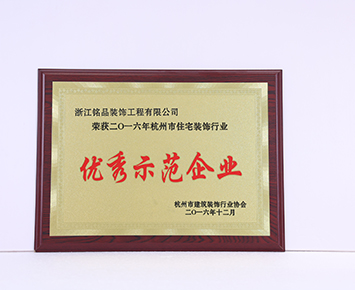 浙江铭品装饰工程有限公司
荣获二〇一六年杭州市住宅装饰行业
优秀示范企业
杭州市建筑装饰行业协会
二〇一六年十二月